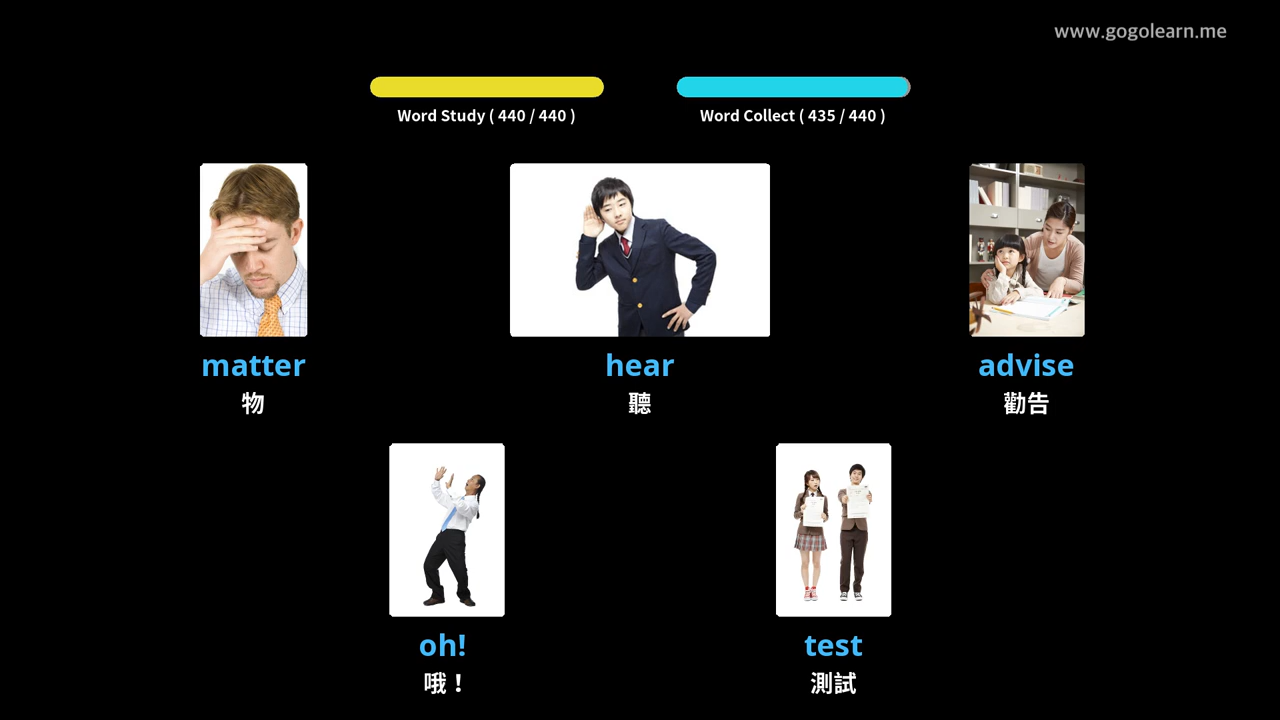 www.gogolearn.me
Word Study ( 440 / 440 )
Word Collect ( 435 / 440 )
matter
物
hear
聽
advise
勸告
oh!
哦！
test
測試